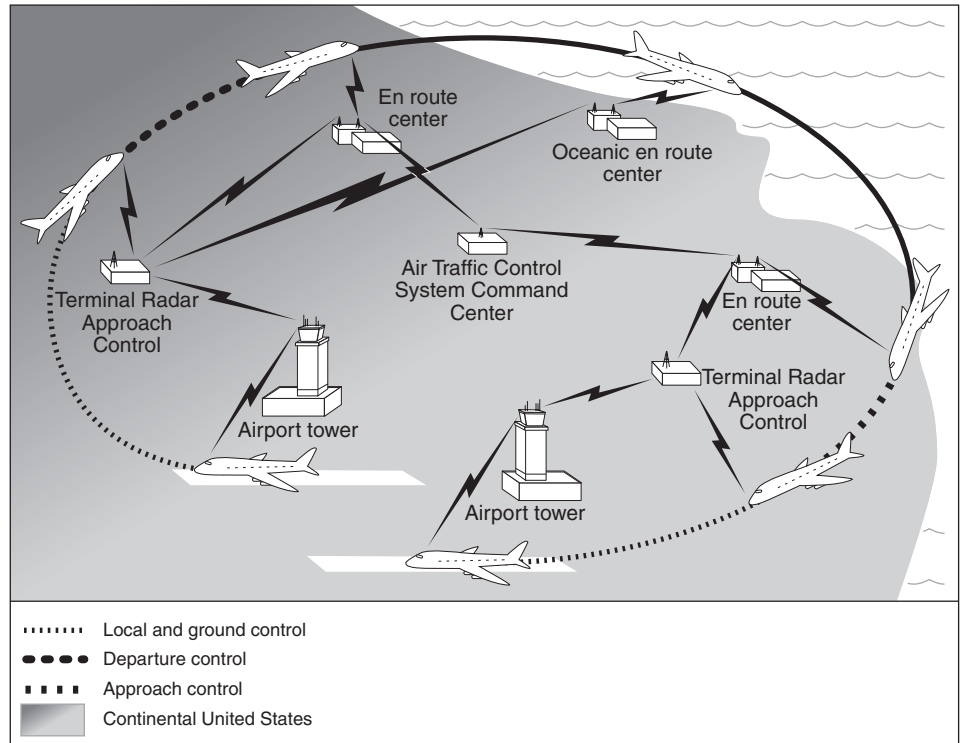 En route
center
Oceanic en route
center
Air Traffic Control
System Command
Center
Terminal Radar
Approach
Control
En route
center
Terminal Radar
Approach
Control
Airport tower
Airport tower
Local and ground control
Departure control
Approach control
Continental United States